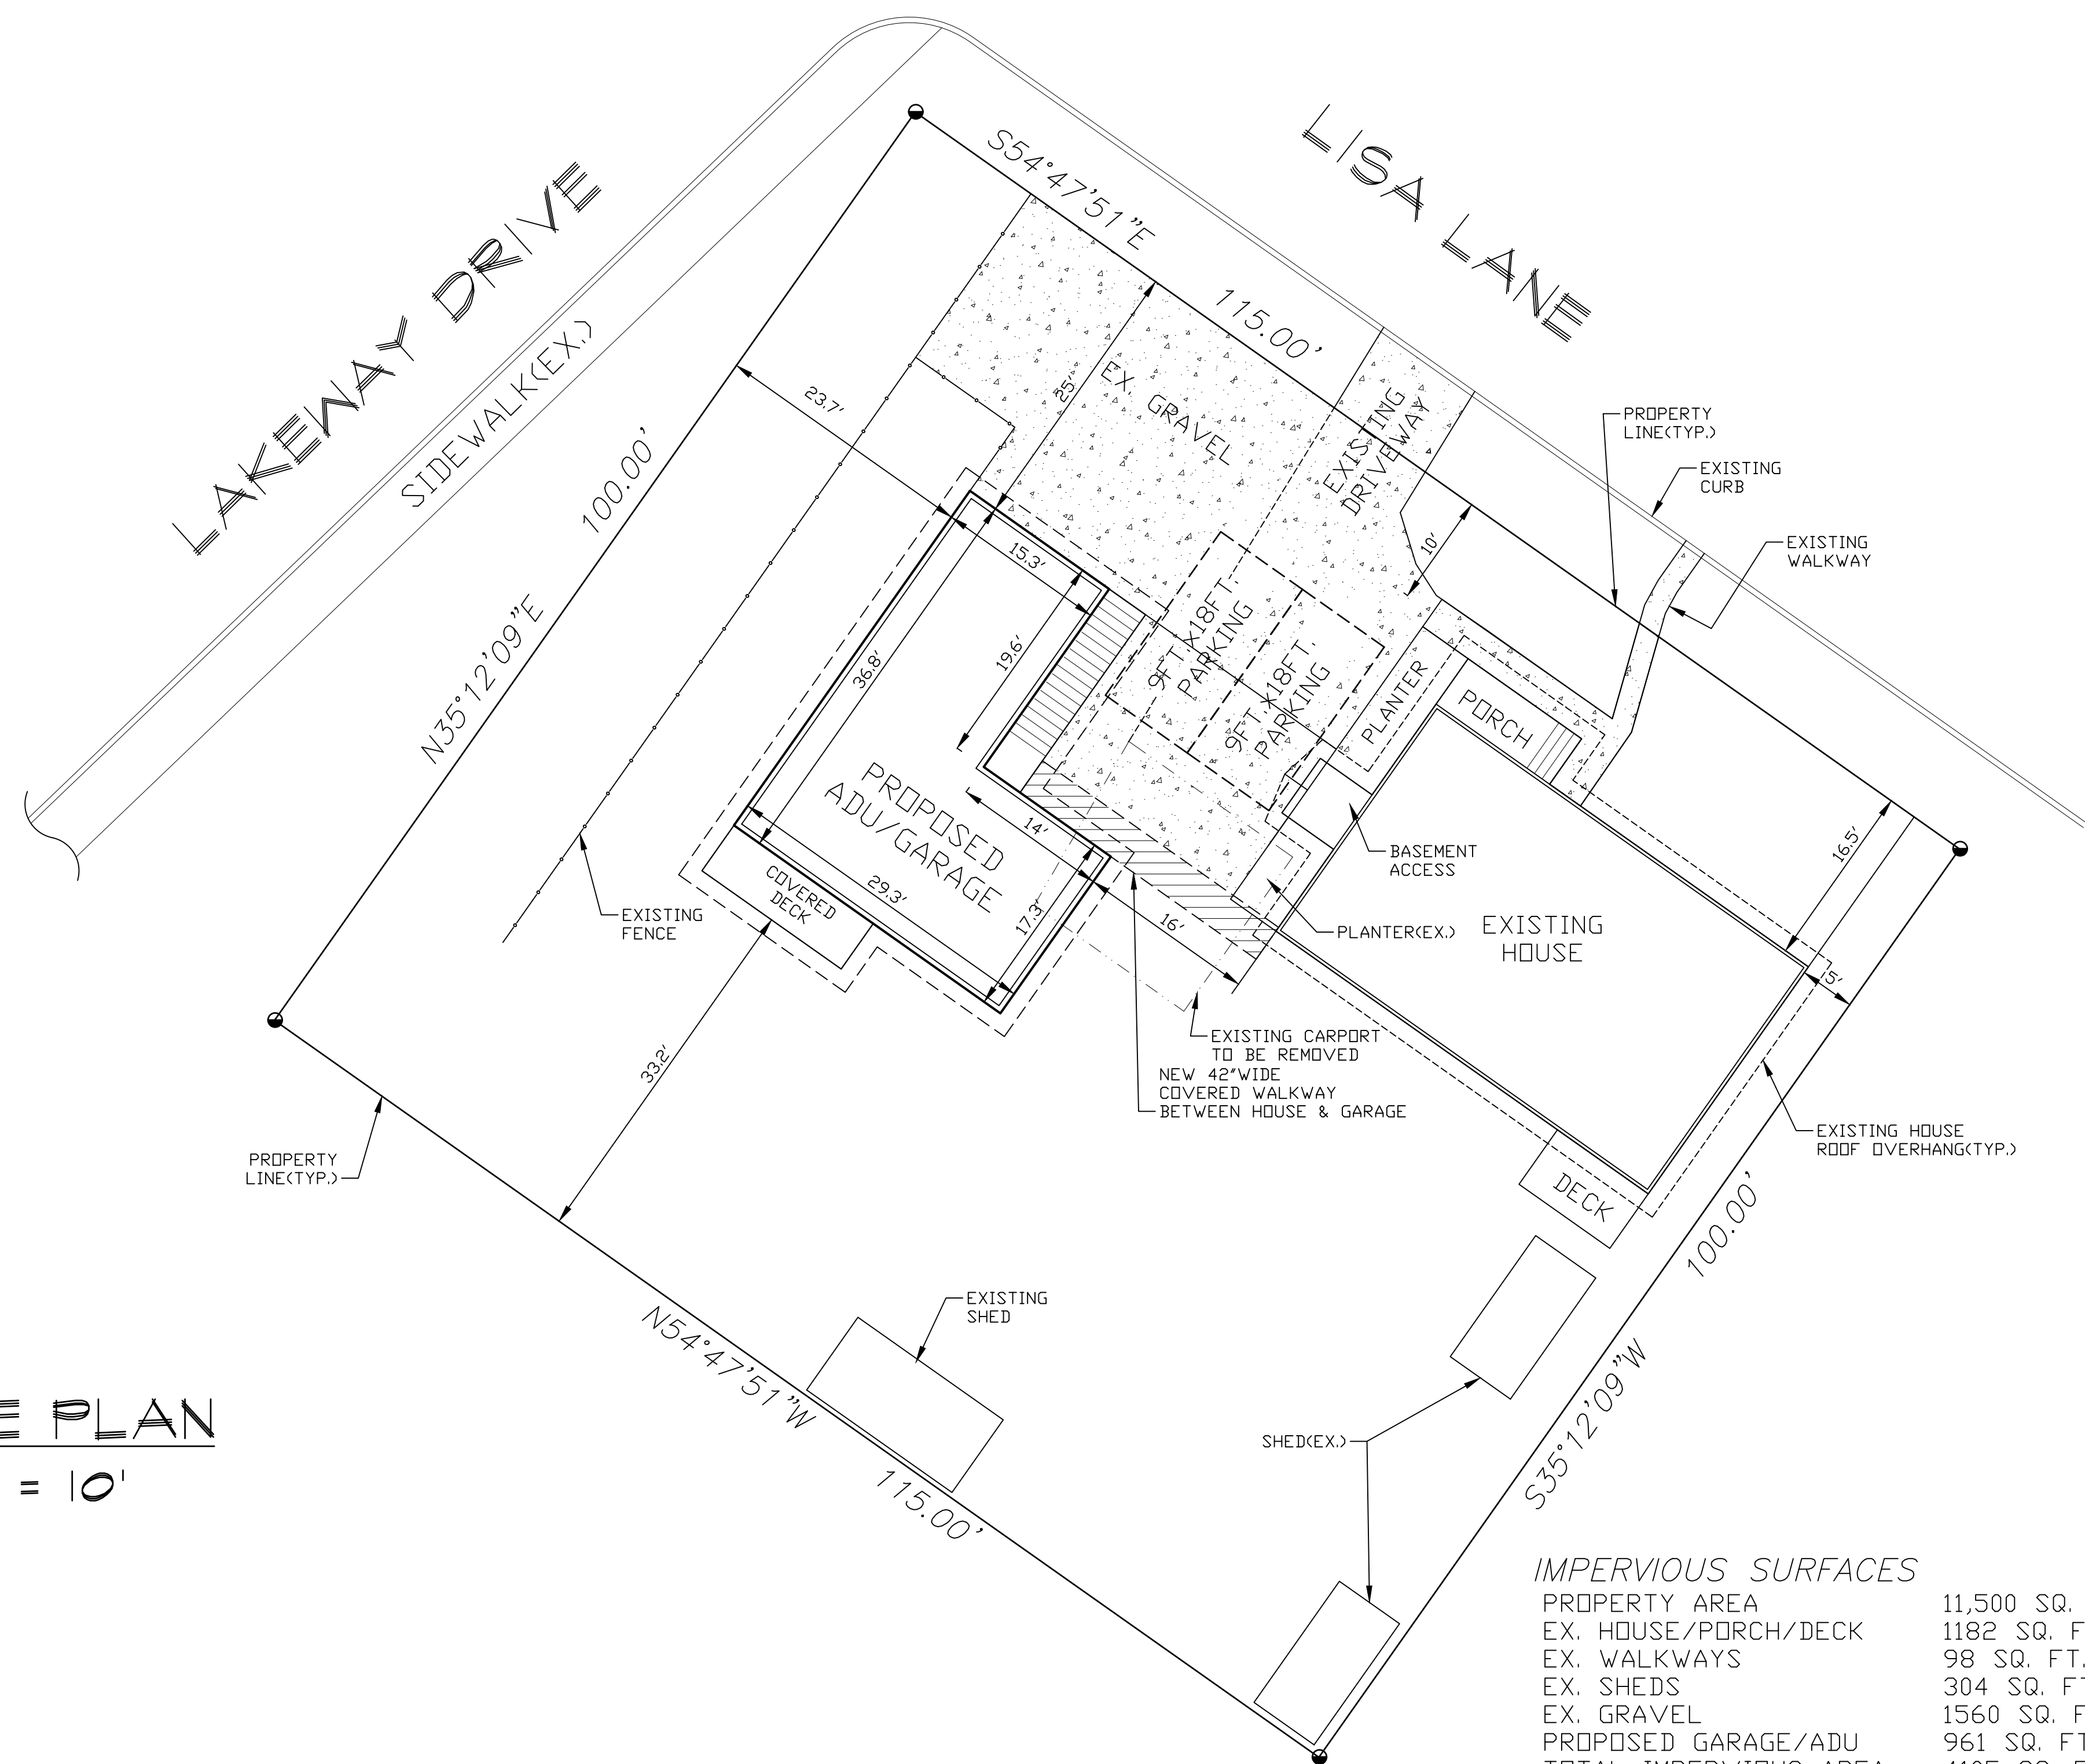 LAKEWAY DRIVE
SIDEWALK(EX.)
LISA LANE
S54°47'51"E
115.00'
EX. GRAVEL
25'
EXISTING
DRIVEWAY
PROPERTY
LINE(TYP.)
EXISTING
CURB
EXISTING
WALKWAY
10'
23.7'
100.00'
N35°12'09"E
15.3'
19.6'
36.8'
9FT.x18FT.
PARKING
9FT.x18FT.
PARKING
PLANTER
PORCH
PROPOSED
ADU/GARAGE
14'
29.3'
17.3'
16'
COVERED
DECK
EXISTING
FENCE
BASEMENT
ACCESS
PLANTER(EX.)
EXISTING
HOUSE
16.5'
5'
EXISTING CARPORT
TO BE REMOVED
NEW 42"WIDE
COVERED WALKWAY
BETWEEN HOUSE & GARAGE
EXISTING HOUSE
ROOF OVERHANG(TYP.)
33.2'
PROPERTY
LINE(TYP.)
DECK
100.00'
S35°12'09"W
EXISTING
SHED
N54°47'51"W
115.00'
SHED(EX.)
PLAN
= 10'
IMPERVIOUS SURFACES
PROPERTY AREA 11,500 SQ.
EX. HOUSE/PORCH/DECK 1182 SQ.
EX. WALKWAYS 98 SQ. FT.
EX. SHEDS 304 SQ.
EX. GRAVEL 1560 SQ.
PROPOSED GARAGE/ADU 961 SQ.
TOTAL IMPERVIOUS AREA